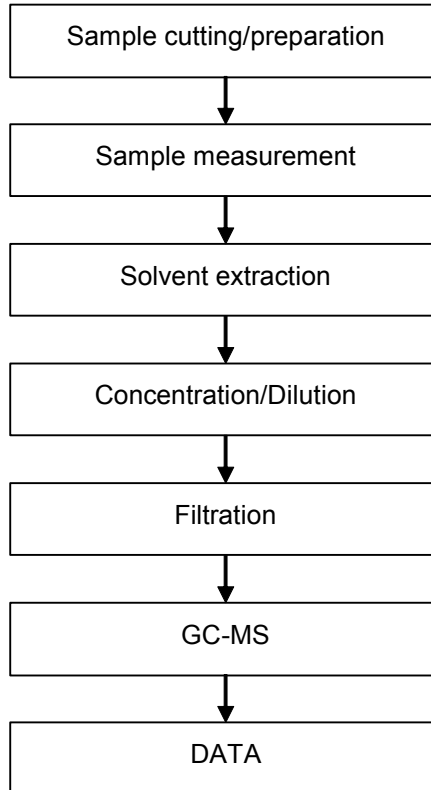 Sample cutting/preparation
Sample measurement
Solvent extraction
Concentration/Dilution
Filtration
GC-MS
DATA